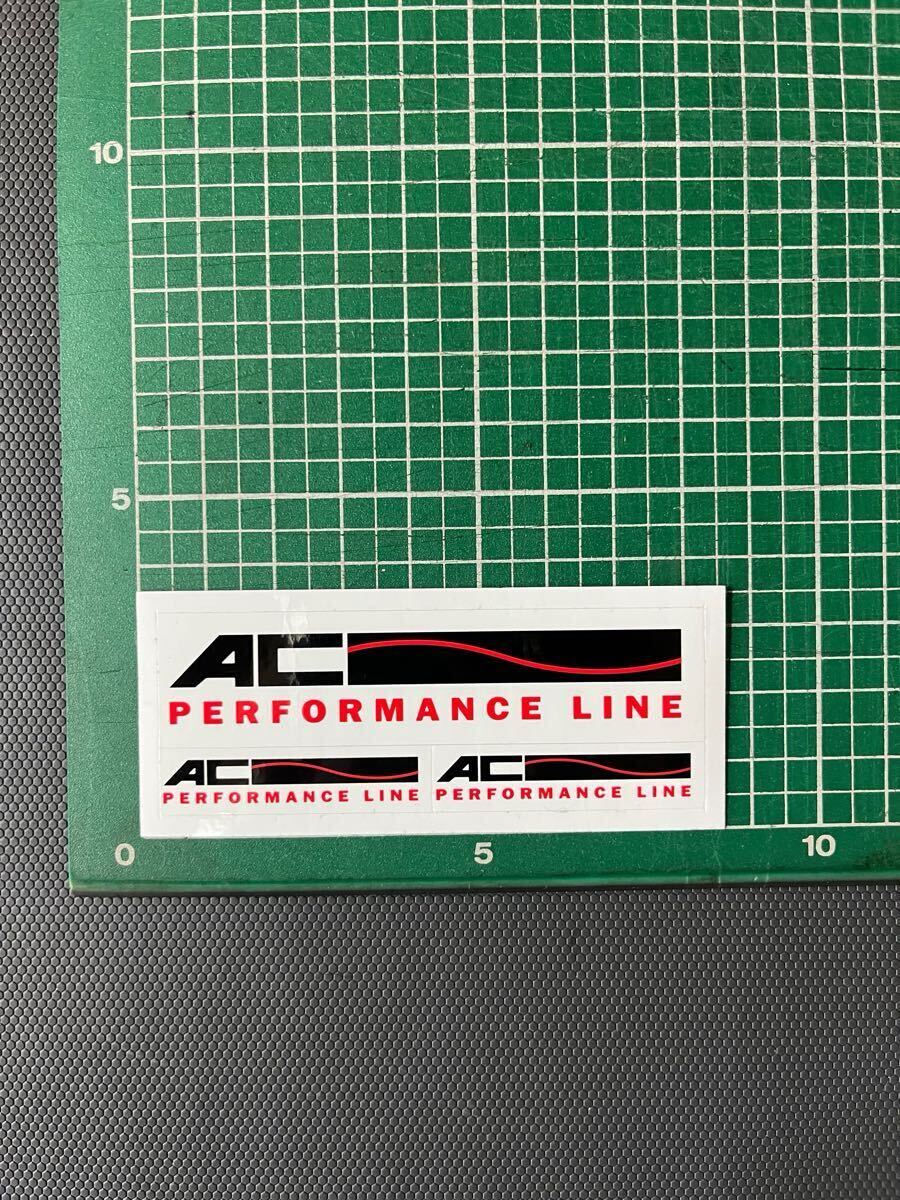 10
5
AC
PERFORMANCE LINE
AC AC
PERFORMANCE LINE PERFORMANCE LINE
0 5 10